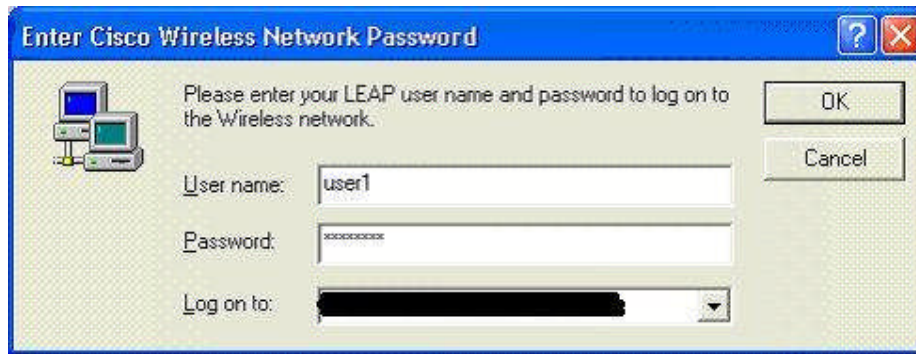 Enter Cisco Wireless Network Password
Please enter your LEAP user name and password to log on to
the Wireless network.
OK
Cancel
User name: user1
Password: ********
Log on to: